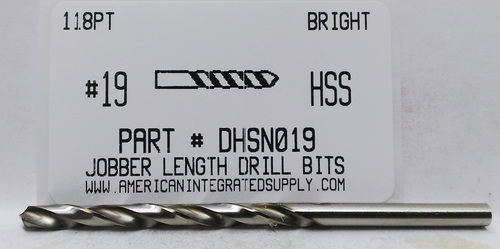 118PT BRIGHT
#19 HSS
PART # DHSN019
JOBBER LENGTH DRILL BITS
WWW.AMERICANINTEGRATEDSUPPLY.COM